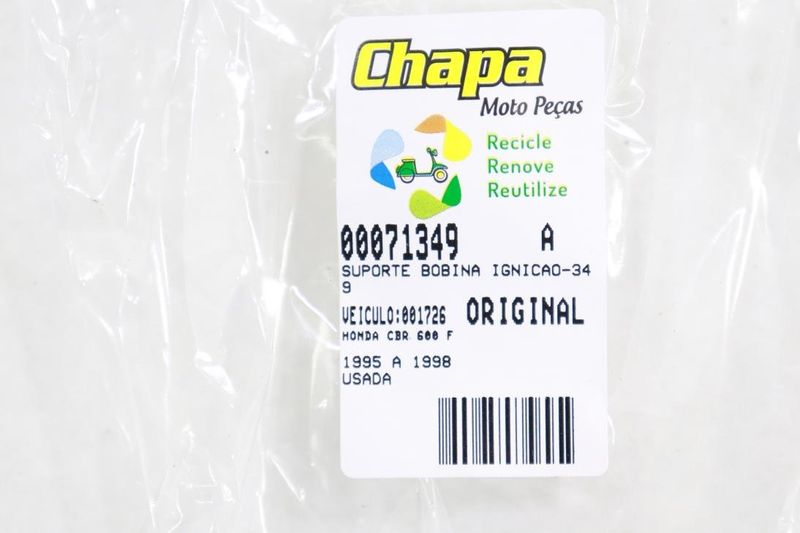 Chapa
Moto Peças
Recicle
Renove
Reutilize
00071349 A
SUPORTE BOBINA IGNICAO-34
9
VEICULO:001726 ORIGINAL
HONDA CBR 600 F
1995 A 1998
USADA